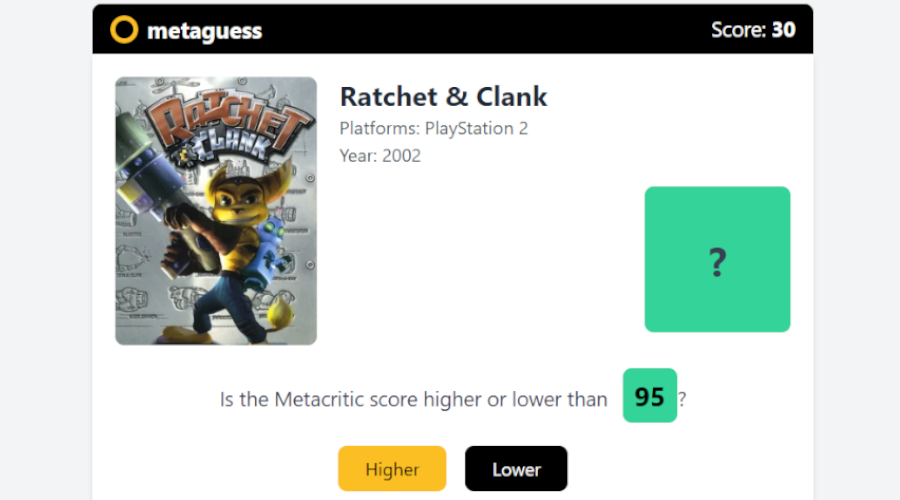 metaguess
Score: 30
RATCHET
CLANK
Ratchet & Clank
Platforms: PlayStation 2
Year: 2002
?
Is the Metacritic score higher or lower than 95 ?
Higher Lower